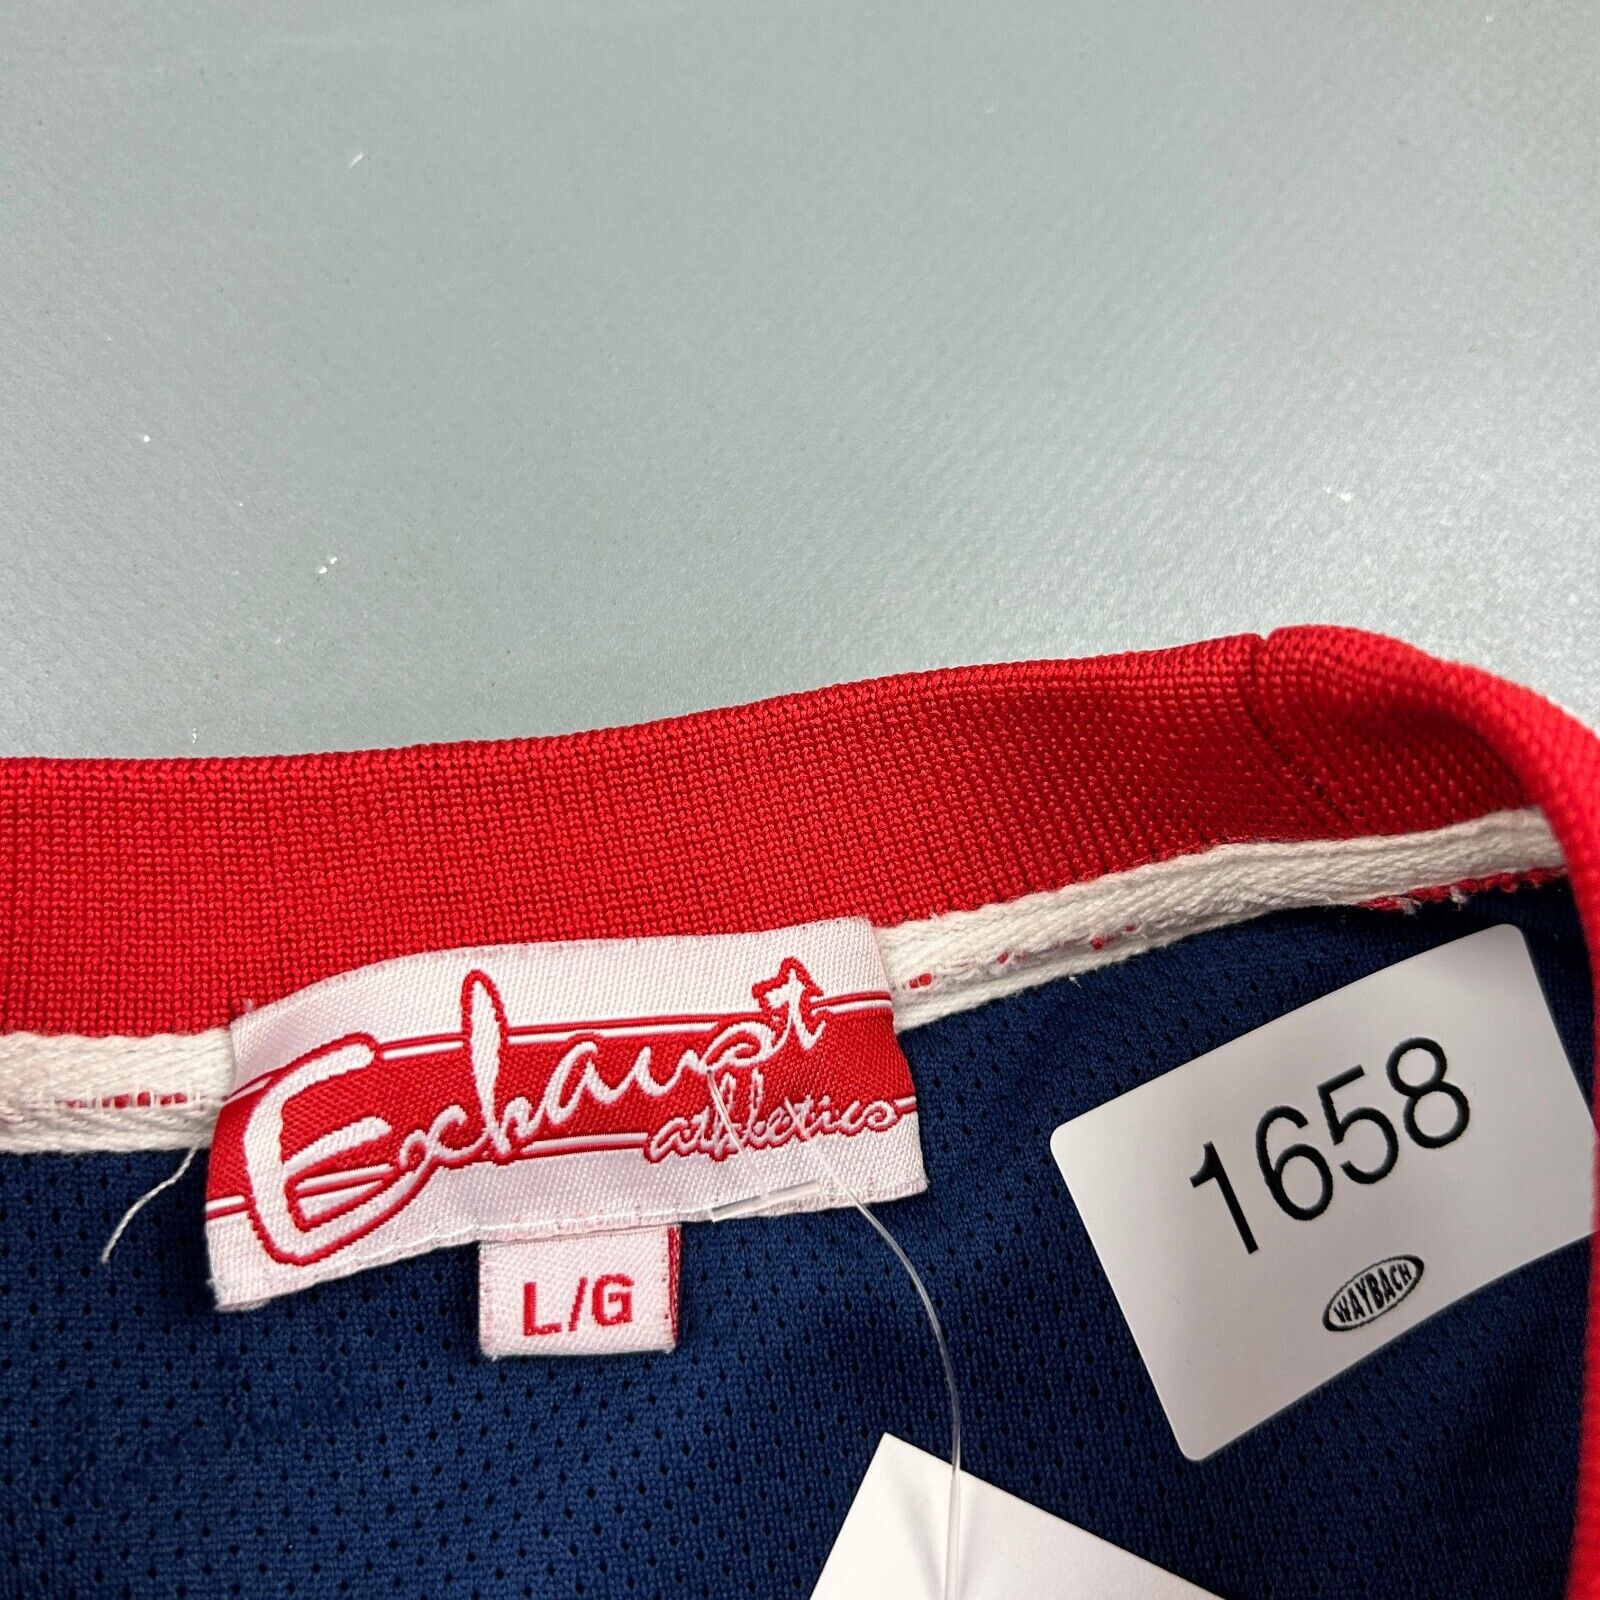 Exhaust
athletics
L/G
1658
WAYBACH